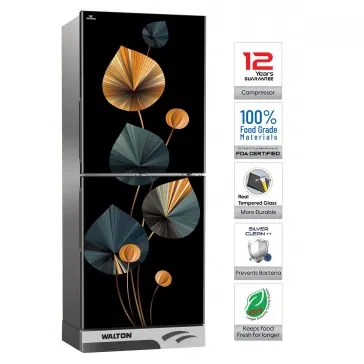 WALTON
12
Years
GUARANTEE
Compressor
100%
Food Grade
Materials
FDA CERTIFIED
Real
Tempered Glass
More Durable
SILVER
CLEAN ++
Prevents Bacteria
Keeps food
Fresh for longer